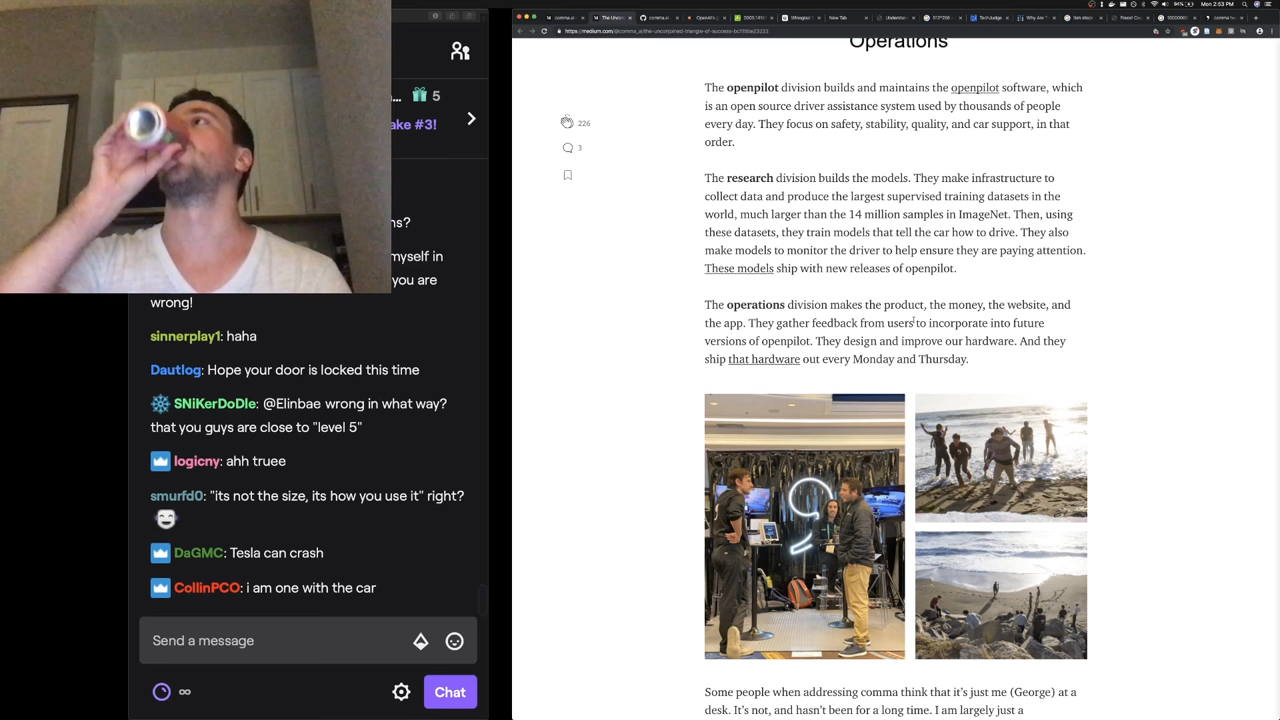 ... 🎁 5
ake #3!
ns?
myself in
you are
wrong!
sinnerplay1: haha
Dautlog: Hope your door is locked this time
SNiKerDoDle: @Elinbae wrong in what way?
that you guys are close to "level 5"
logicny: ahh truee
smurfd0: "its not the size, its how you use it" right?
DaGMC: Tesla can crash
CollinPCO: i am one with the car
Send a message
∞
Chat
Mon 2:53 PM
New Tab
Operations
226
3
The openpilot division builds and maintains the openpilot software, which
is an open source driver assistance system used by thousands of people
every day. They focus on safety, stability, quality, and car support, in that
order.
The research division builds the models. They make infrastructure to
collect data and produce the largest supervised training datasets in the
world, much larger than the 14 million samples in ImageNet. Then, using
these datasets, they train models that tell the car how to drive. They also
make models to monitor the driver to help ensure they are paying attention.
These models ship with new releases of openpilot.
The operations division makes the product, the money, the website, and
the app. They gather feedback from users to incorporate into future
versions of openpilot. They design and improve our hardware. And they
ship that hardware out every Monday and Thursday.
Some people when addressing comma think that it's just me (George) at a
desk. It's not, and hasn't been for a long time. I am largely just a